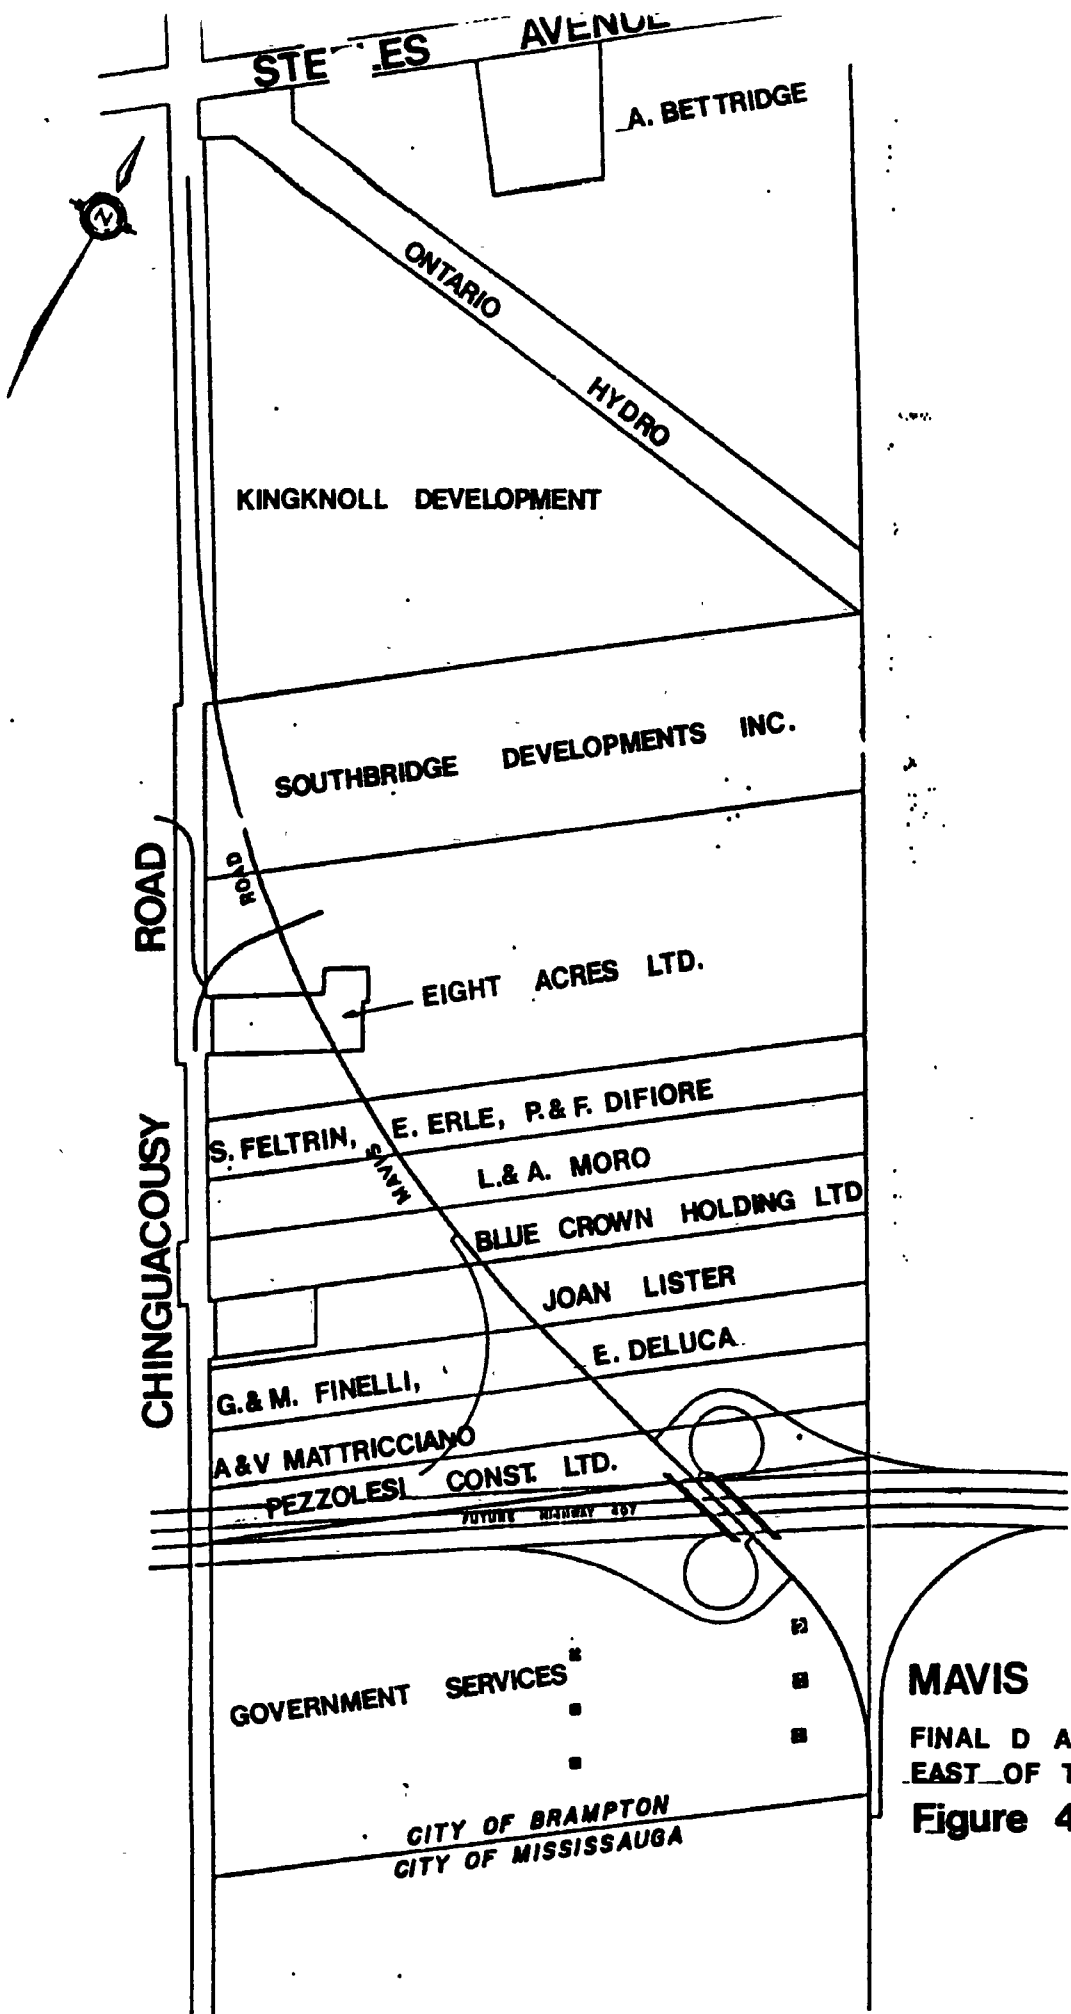 STE LES AVENUE
A. BETTRIDGE
N
ONTARIO HYDRO
KINGKNOLL DEVELOPMENT
SOUTHBRIDGE DEVELOPMENTS INC.
ROAD
ROAD
EIGHT ACRES LTD.
S. FELTRIN, E. ERLE, P. & F. DIFIORE
MAVIS
CHINGUACOUSY
L. & A. MORO
BLUE CROWN HOLDING LTD
JOAN LISTER
E. DELUCA
G. & M. FINELLI,
A & V MATTRICCIANO
PEZZOLESI CONST. LTD.
FUTURE HIGHWAY 407
GOVERNMENT SERVICES
MAVIS
FINAL D A
EAST OF T
Figure 4
CITY OF BRAMPTON
CITY OF MISSISSAUGA